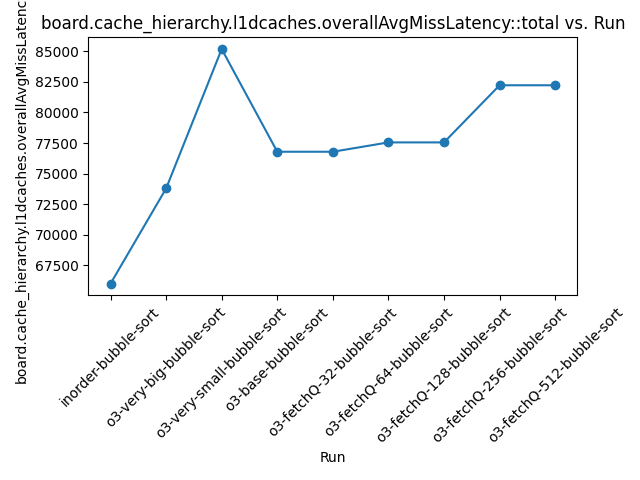 board.cache_hierarchy.l1dcaches.overallAvgMissLatency::total vs. Run
board.cache_hierarchy.l1dcaches.overallAvgMissLatenc
85000
82500
80000
77500
75000
72500
70000
67500
inorder-bubble-sort
o3-very-big-bubble-sort
o3-very-small-bubble-sort
o3-base-bubble-sort
o3-fetchQ-32-bubble-sort
o3-fetchQ-64-bubble-sort
o3-fetchQ-128-bubble-sort
o3-fetchQ-256-bubble-sort
o3-fetchQ-512-bubble-sort
Run